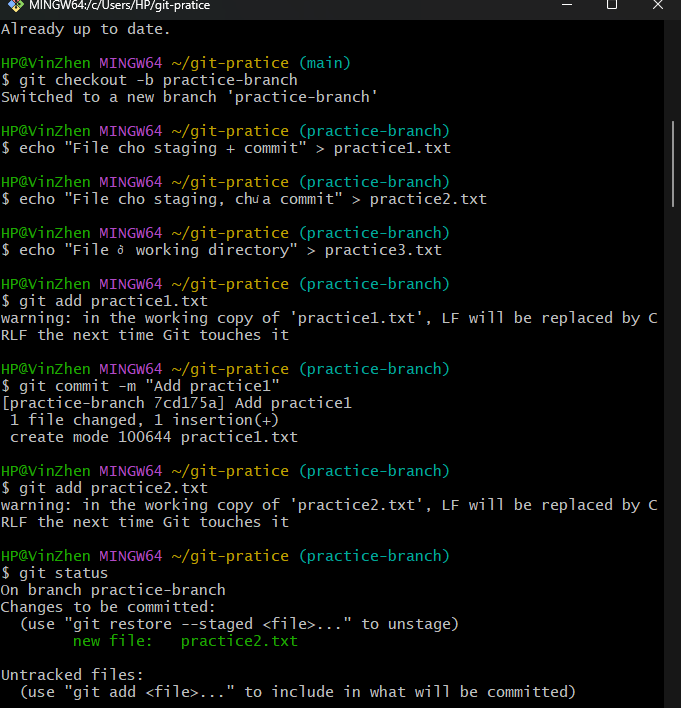 MINGW64:/c/Users/HP/git-pratice
Already up to date.
HP@VinZhen MINGW64 ~/git-pratice (main)
$ git checkout -b practice-branch
Switched to a new branch 'practice-branch'
HP@VinZhen MINGW64 ~/git-pratice (practice-branch)
$ echo "File cho staging + commit" > practice1.txt
HP@VinZhen MINGW64 ~/git-pratice (practice-branch)
$ echo "File cho staging, chưa commit" > practice2.txt
HP@VinZhen MINGW64 ~/git-pratice (practice-branch)
$ echo "File ở working directory" > practice3.txt
HP@VinZhen MINGW64 ~/git-pratice (practice-branch)
$ git add practice1.txt
warning: in the working copy of 'practice1.txt', LF will be replaced by C
RLF the next time Git touches it
HP@VinZhen MINGW64 ~/git-pratice (practice-branch)
$ git commit -m "Add practice1"
[practice-branch 7cd175a] Add practice1
1 file changed, 1 insertion(+)
create mode 100644 practice1.txt
HP@VinZhen MINGW64 ~/git-pratice (practice-branch)
$ git add practice2.txt
warning: in the working copy of 'practice2.txt', LF will be replaced by C
RLF the next time Git touches it
HP@VinZhen MINGW64 ~/git-pratice (practice-branch)
$ git status
On branch practice-branch
Changes to be committed:
(use "git restore --staged <file>..." to unstage)
new file:   practice2.txt
Untracked files:
(use "git add <file>..." to include in what will be committed)